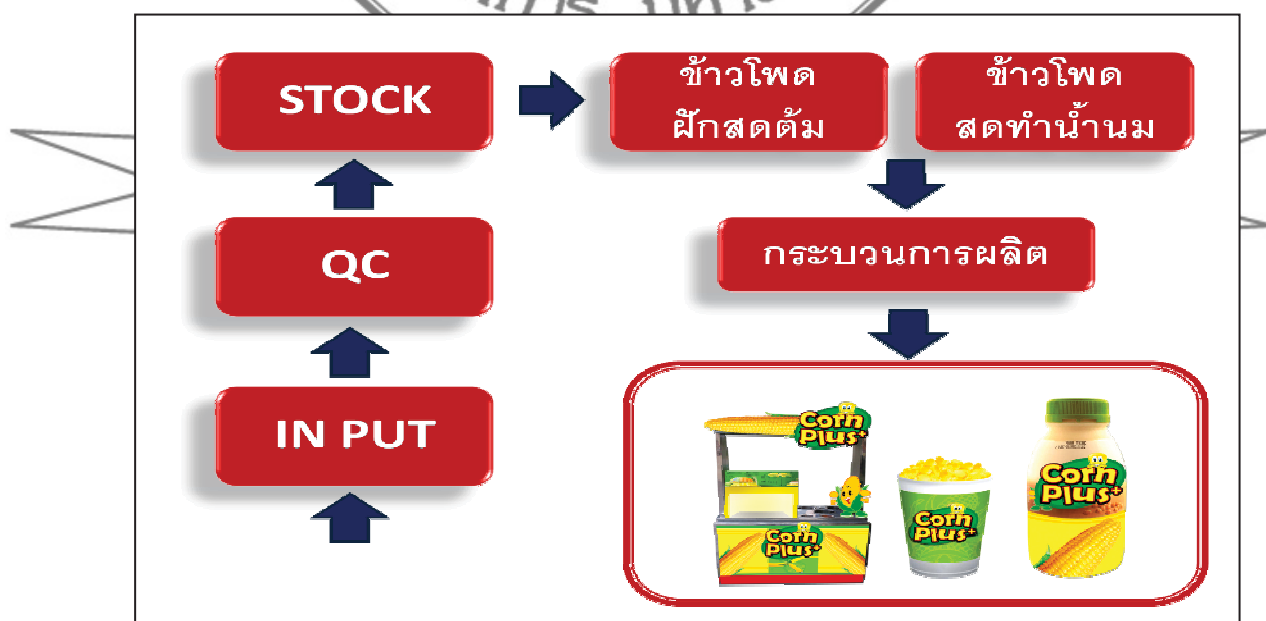 STOCK
ข้าวโพด
ฝักสดต้ม
ข้าวโพด
สดทำน้ำนม
QC
กระบวนการผลิต
IN PUT
Corn
Plus+
Corn
Plus+
Corn
Plus+
Corn
Plus+